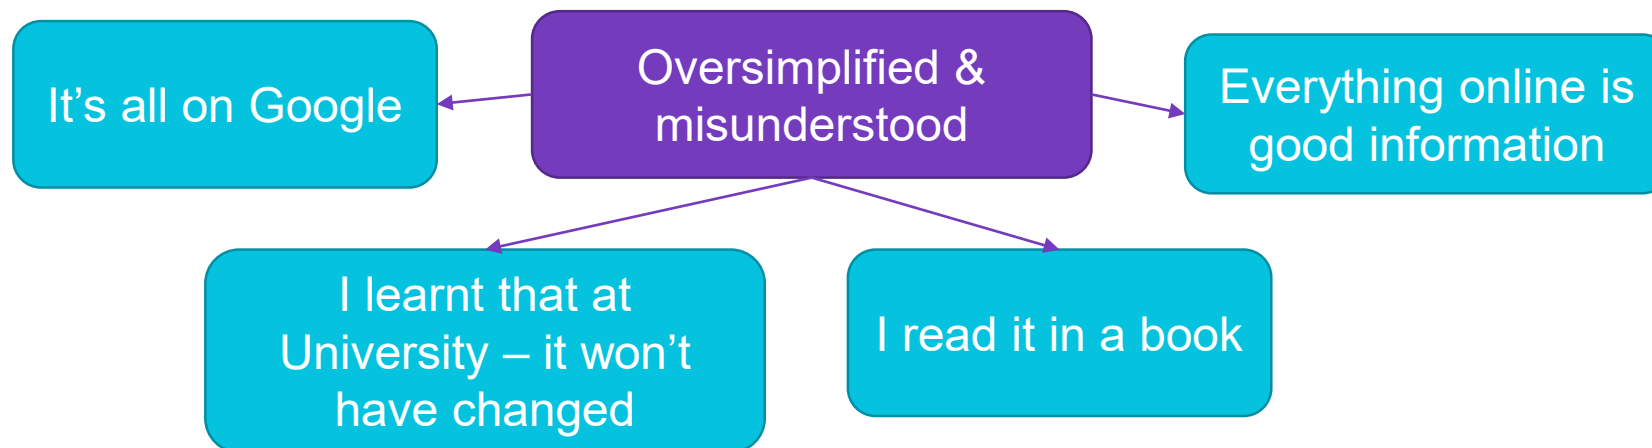 Oversimplified &
misunderstood
It’s all on Google
Everything online is
good information
I learnt that at
University – it won’t
have changed
I read it in a book